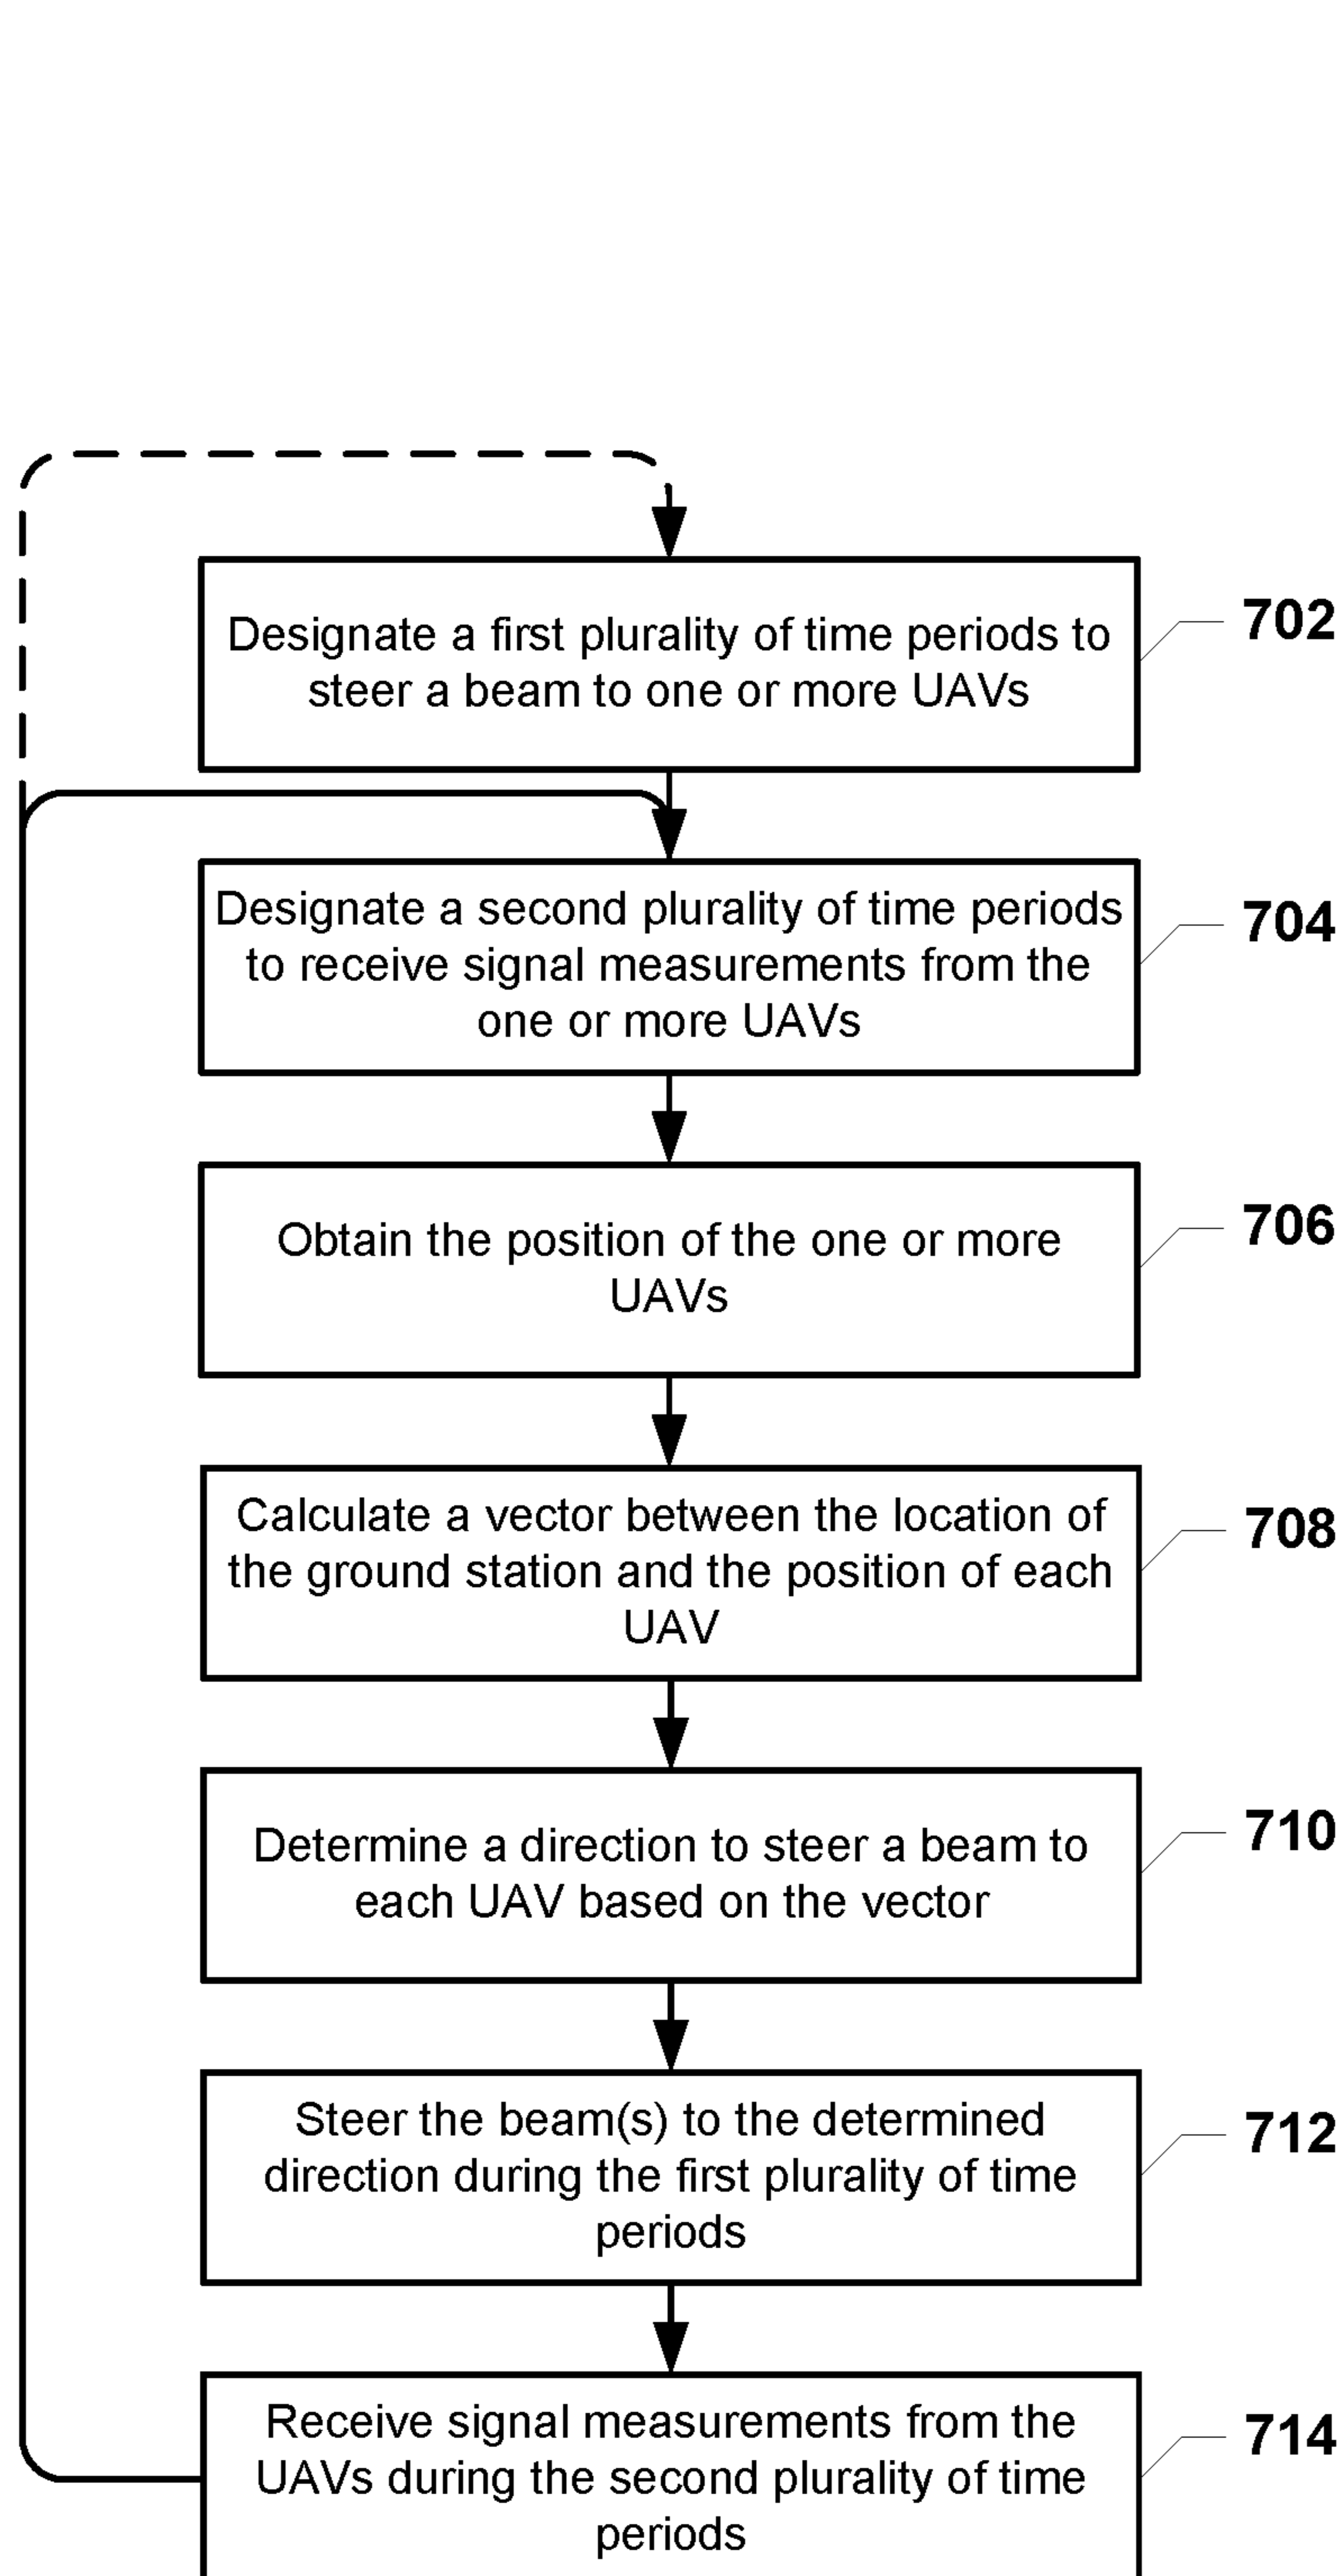 Designate a first plurality of time periods to
steer a beam to one or more UAVs
702
Designate a second plurality of time periods
to receive signal measurements from the
one or more UAVs
704
Obtain the position of the one or more
UAVs
706
Calculate a vector between the location of
the ground station and the position of each
UAV
708
Determine a direction to steer a beam to
each UAV based on the vector
710
Steer the beam(s) to the determined
direction during the first plurality of time
periods
712
Receive signal measurements from the
UAVs during the second plurality of time
periods
714